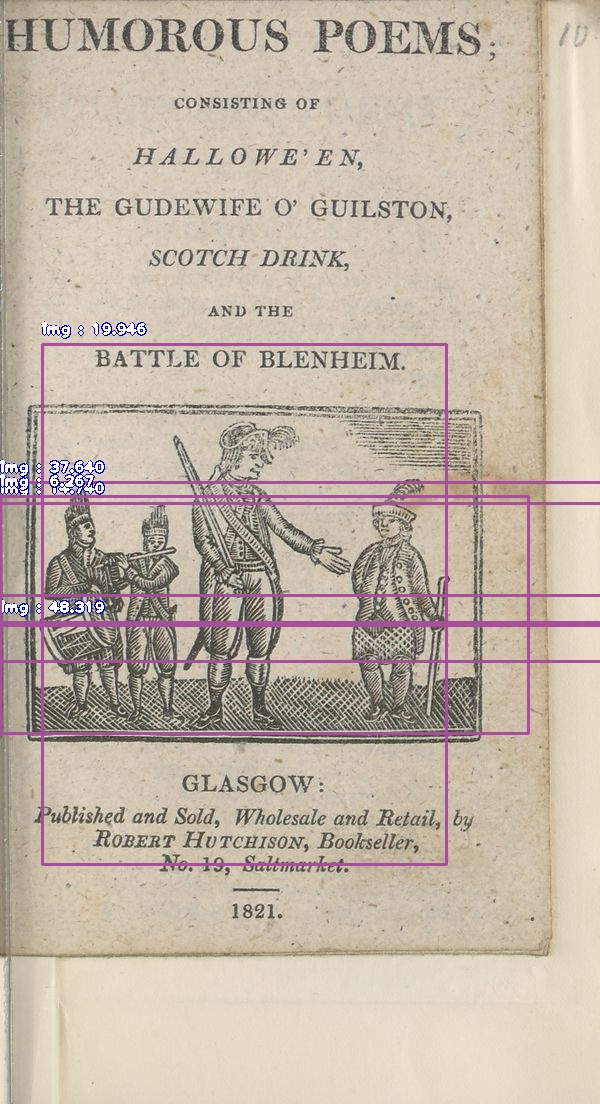 HUMOROUS POEMS;
10
CONSISTING OF
HALLOWE'EN,
THE GUDEWIFE O' GUILSTON,
SCOTCH DRINK,
AND THE
img : 19.946
BATTLE OF BLENHEIM.
img : 37.640
img : 6.267
img : 14.740
img : 48.319
GLASGOW:
Published and Sold, Wholesale and Retail, by
ROBERT HUTCHISON, Bookseller,
No. 19, Saltmarket.
1821.